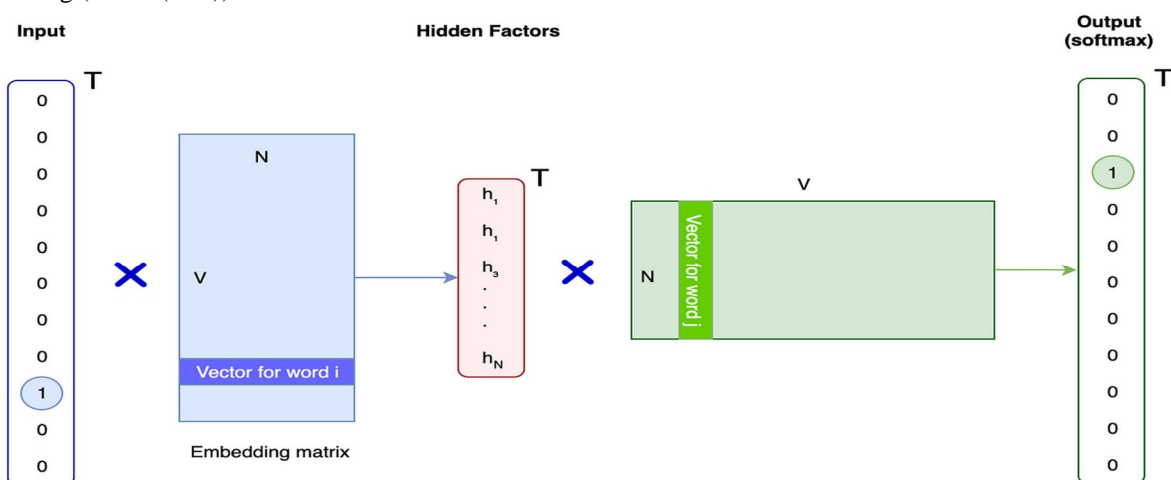 Input
Hidden Factors
Output
(softmax)
T
0
0
0
0
0
0
0
0
1
0
0
N
V
Vector for word i
Embedding matrix
T
h1
h1
h3
.
.
.
hN
V
N
Vector for word j
T
0
0
1
0
0
0
0
0
0
0
0